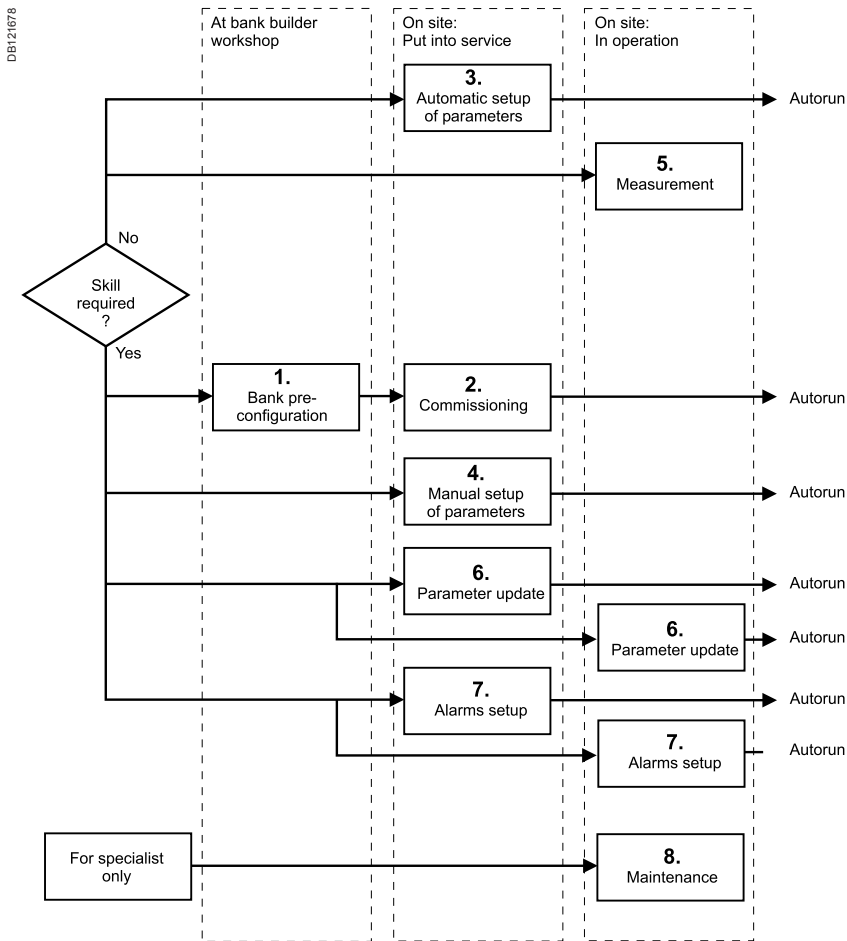 DB121678
At bank builder
workshop
On site:
Put into service
On site:
In operation
3.
Automatic setup
of parameters
Autorun
5.
Measurement
No
Skill
required
?
Yes
1.
Bank pre-
configuration
2.
Commissioning
Autorun
4.
Manual setup
of parameters
Autorun
6.
Parameter update
Autorun
6.
Parameter update
Autorun
7.
Alarms setup
Autorun
7.
Alarms setup
Autorun
For specialist
only
8.
Maintenance